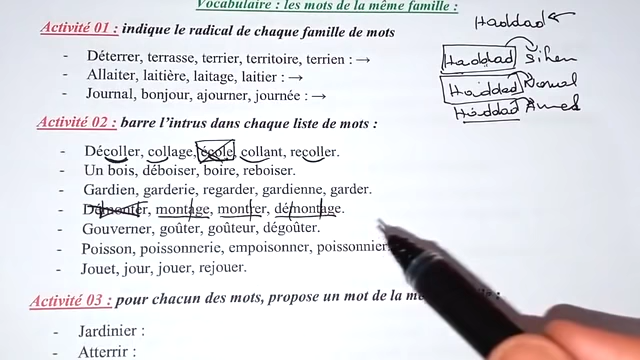 Vocabulaire : les mots de la même famille :
Haddad
Activité 01 : indique le radical de chaque famille de mots
Haddad Sihem
- Déterrer, terrasse, terrier, territoire, terrien : →
- Allaiter, laitière, laitage, laitier : →
Haddad
- Journal, bonjour, ajourner, journée : →
Haddad Ahmed
Activité 02 : barre l'intrus dans chaque liste de mots :
- Décoller, collage, école, collant, recoller.
- Un bois, déboiser, boire, reboiser.
- Gardien, garderie, regarder, gardienne, garder.
- Démonter, montage, montrer, démontage.
- Gouverner, goûter, goûteur, dégoûter.
- Poisson, poissonnerie, empoisonner, poissonnier.
- Jouet, jour, jouer, rejouer.
Activité 03 : pour chacun des mots, propose un mot de la
- Jardinier :
- Atterrir :